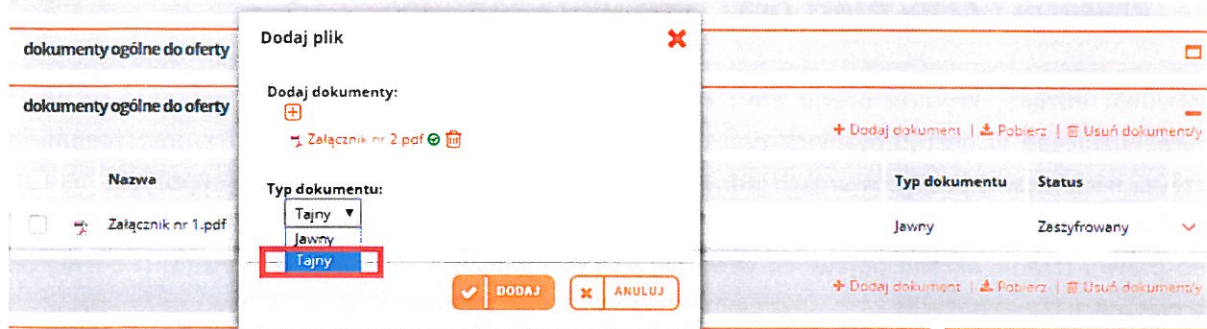 dokumenty ogólne do oferty
dokumenty ogólne do oferty
+ Dodaj dokument | Pobierz | Usuń dokument/y
Nazwa
Typ dokumentu
Status
Załącznik nr 1.pdf
Jawny
Zaszyfrowany
+ Dodaj dokument | Pobierz | Usuń dokument/y
Dodaj plik
Dodaj dokumenty:
Załącznik nr 2.pdf
Typ dokumentu:
Tajny
Jawny
Tajny
DODAJ
ANULUJ